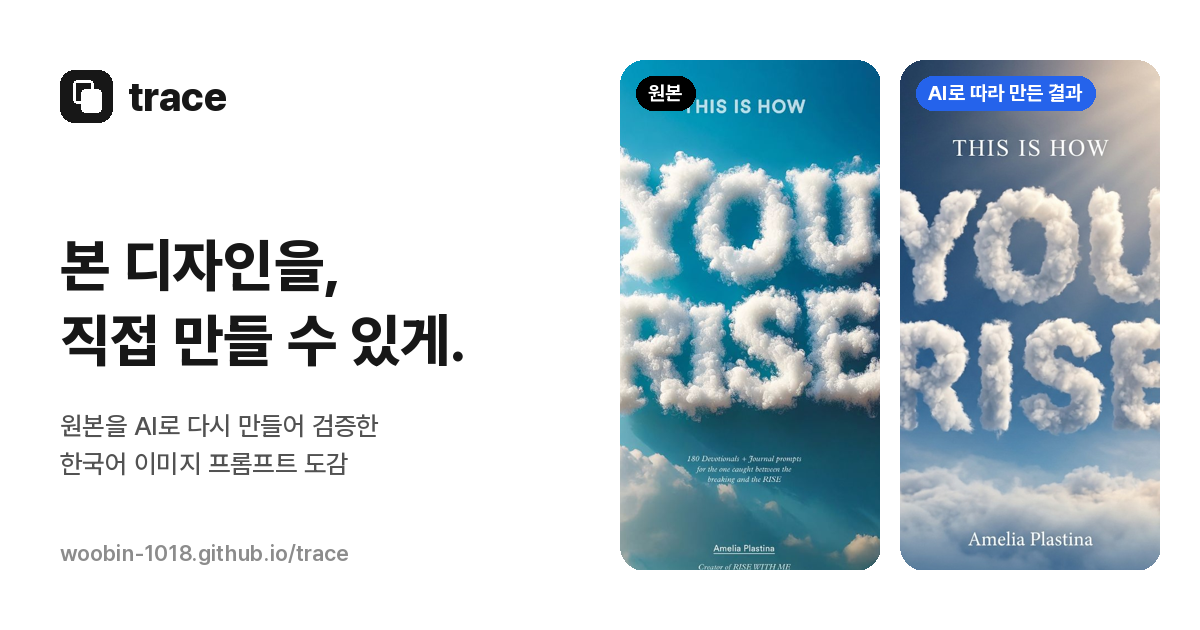 trace
본 디자인을,
직접 만들 수 있게.
원본을 AI로 다시 만들어 검증한
한국어 이미지 프롬프트 도감
woobin-1018.github.io/trace
원본
THIS IS HOW
YOU
RISE
180 Devotionals + Journal prompts
for the one caught between the
breaking and the RISE
Amelia Plastina
Creator of RISE WITH ME
AI로 따라 만든 결과
THIS IS HOW
YOU
RISE
Amelia Plastina